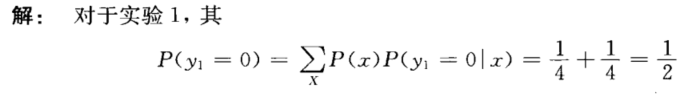 解： 对于实验 1，其
P(y₁ = 0) = ∑_X P(x)P(y₁ = 0|x) = 1/4 + 1/4 = 1/2